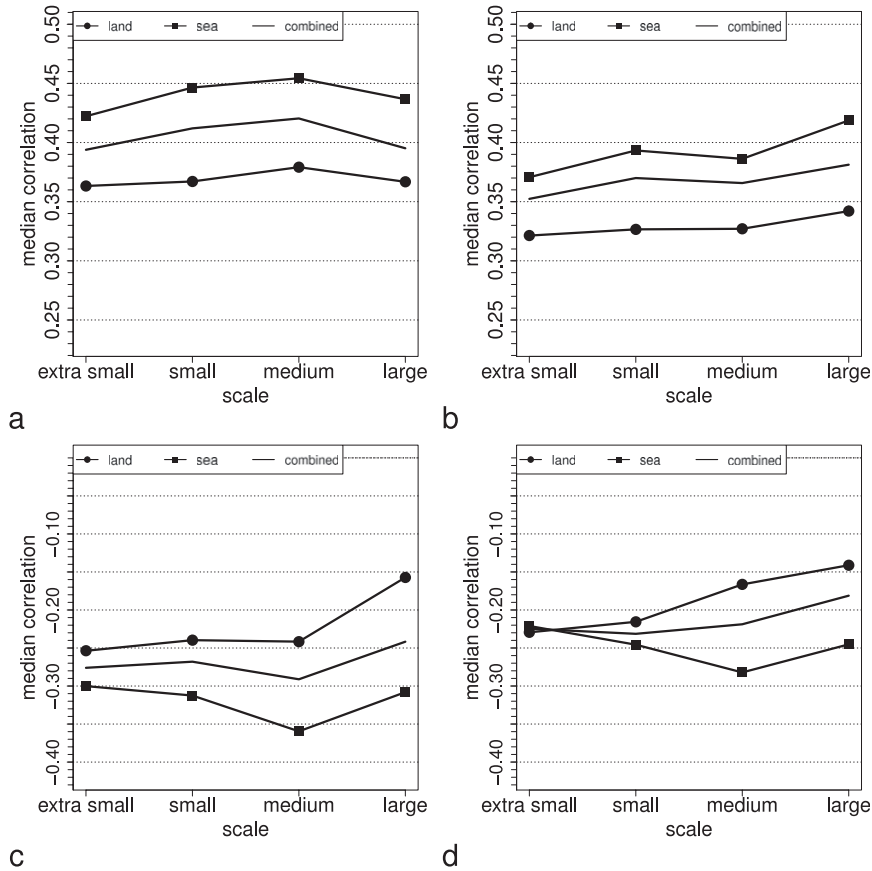 land sea combined
0.50
0.45
0.40
0.35
0.30
0.25
median correlation
extra small small medium large
scale
a
land sea combined
0.50
0.45
0.40
0.35
0.30
0.25
median correlation
extra small small medium large
scale
b
land sea combined
−0.10
−0.20
−0.30
−0.40
median correlation
extra small small medium large
scale
c
land sea combined
−0.10
−0.20
−0.30
−0.40
median correlation
extra small small medium large
scale
d